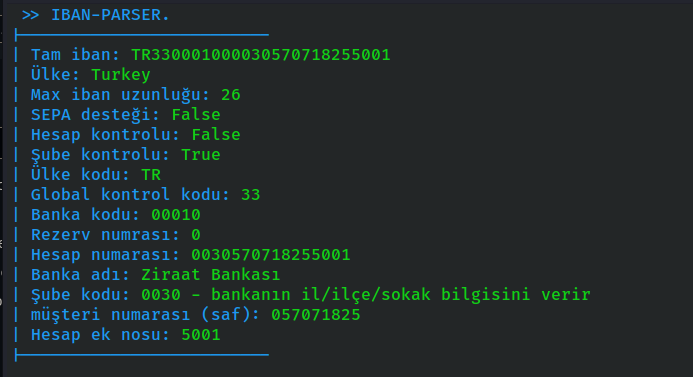 >> IBAN-PARSER.
| Tam iban: TR330001000030570718255001
| Ülke: Turkey
| Max iban uzunluğu: 26
| SEPA desteği: False
| Hesap kontrolu: False
| Şube kontrolu: True
| Ülke kodu: TR
| Global kontrol kodu: 33
| Banka kodu: 00010
| Rezerv numrası: 0
| Hesap numarası: 0030570718255001
| Banka adı: Ziraat Bankası
| Şube kodu: 0030 - bankanın il/ilçe/sokak bilgisini verir
| müşteri numarası (saf): 057071825
| Hesap ek nosu: 5001